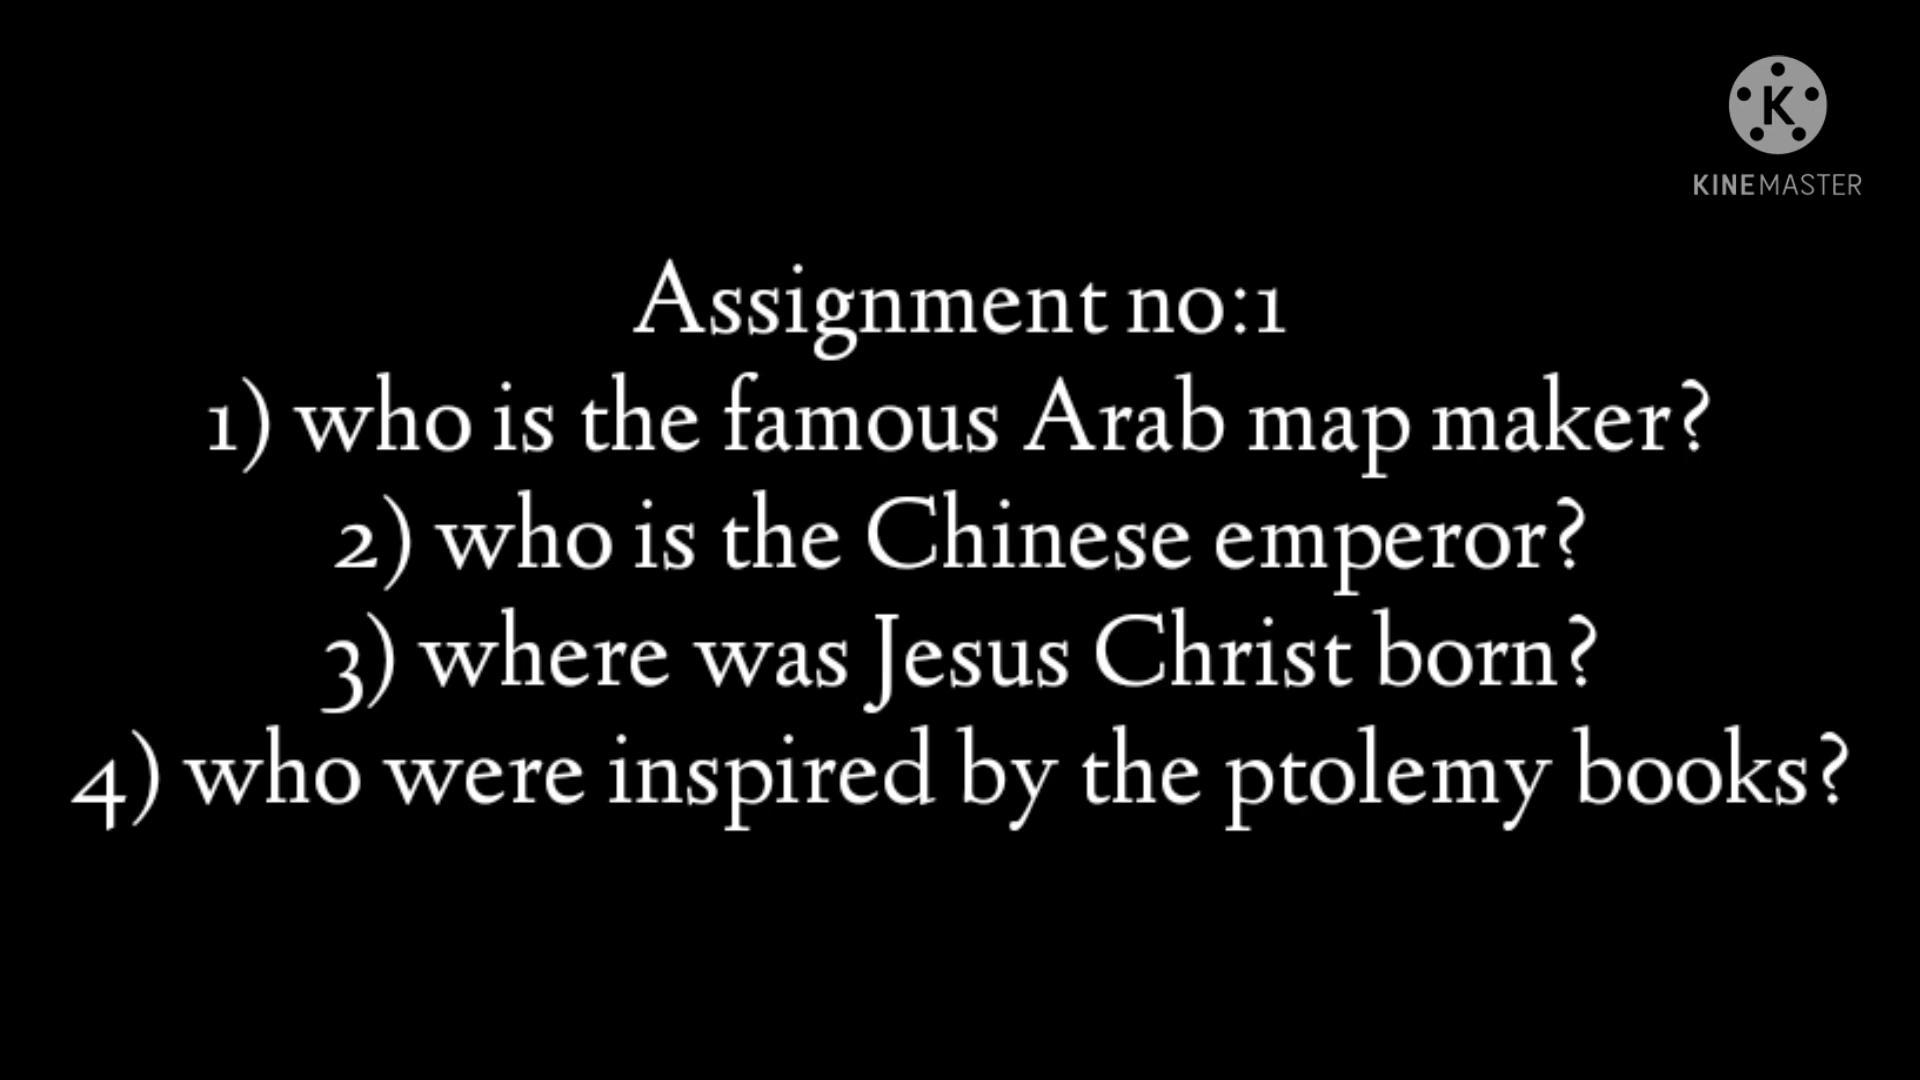 K
KINEMASTER
Assignment no:1
1) who is the famous Arab map maker?
2) who is the Chinese emperor?
3) where was Jesus Christ born?
4) who were inspired by the ptolemy books?